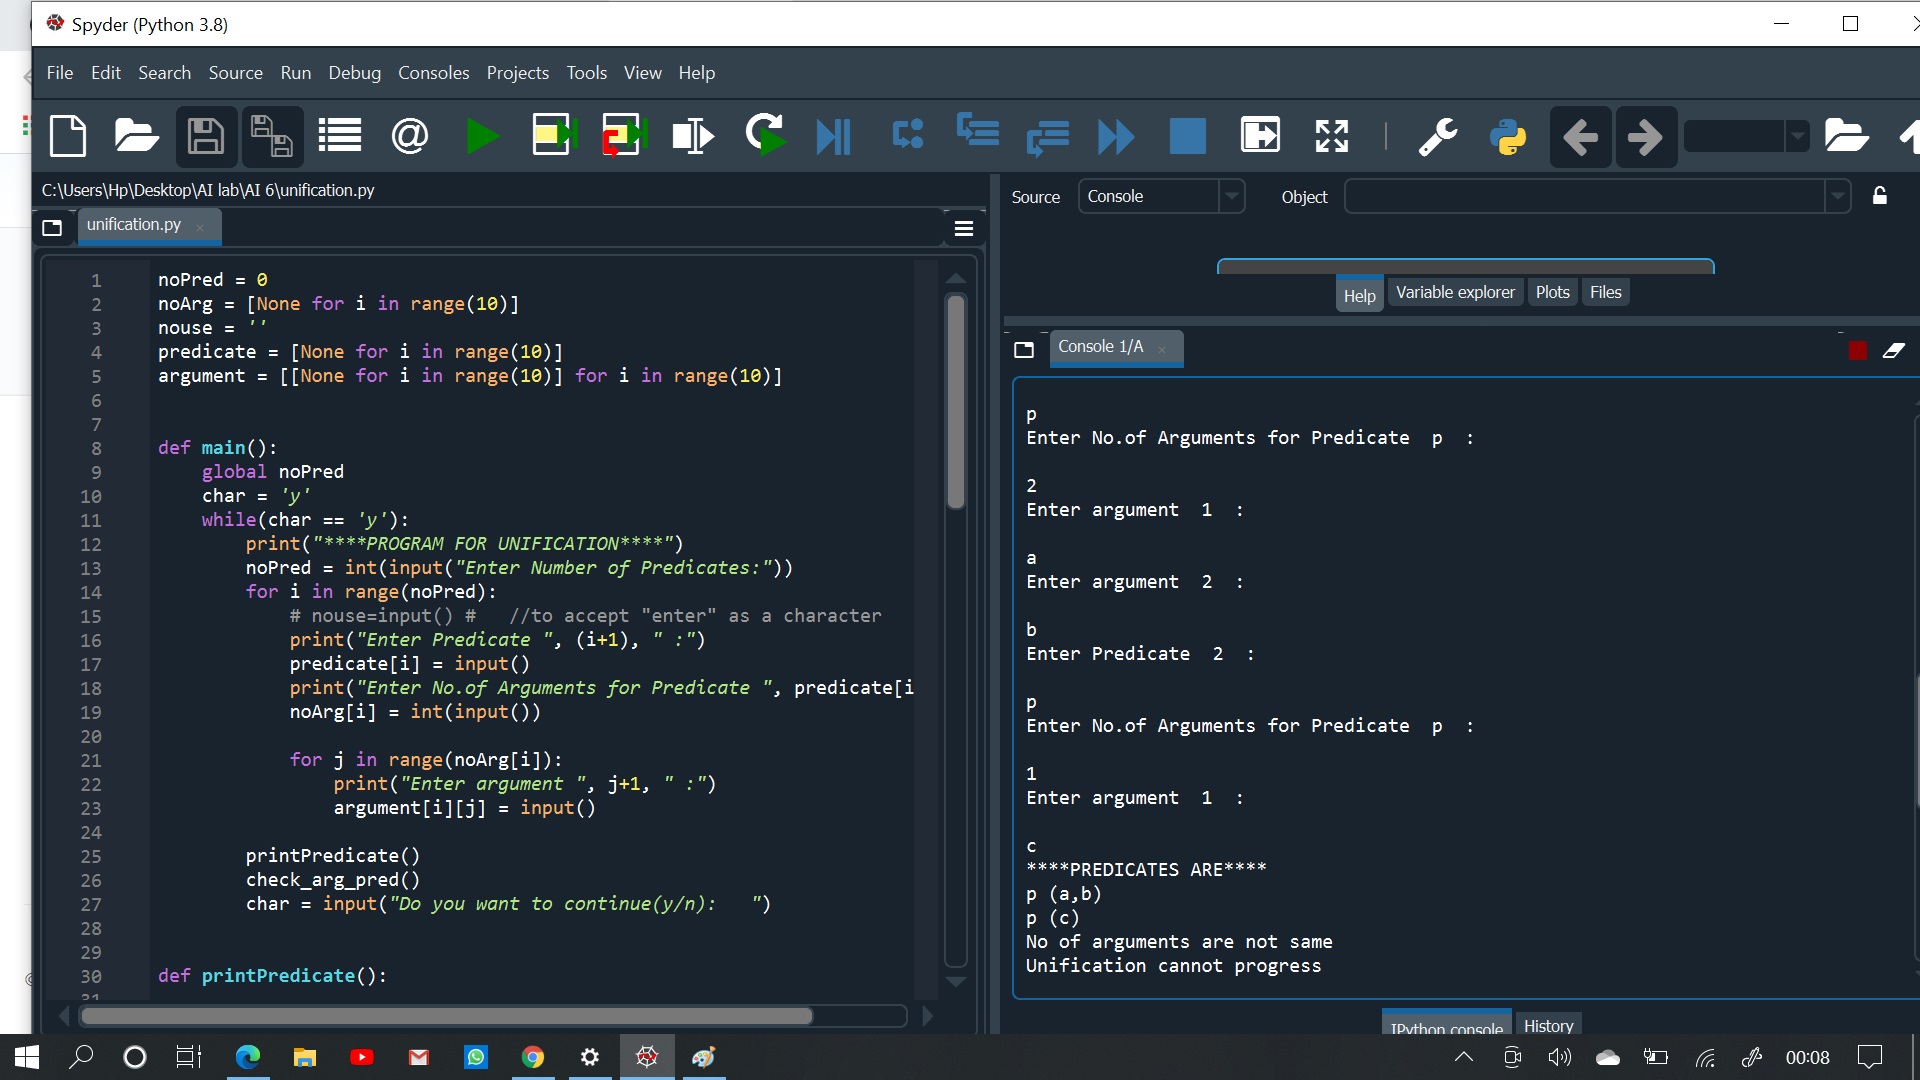 Spyder (Python 3.8)
File Edit Search Source Run Debug Consoles Projects Tools View Help
C:\Users\Hp\Desktop\AI lab\AI 6\unification.py
unification.py
1 noPred = 0
2 noArg = [None for i in range(10)]
3 nouse = ''
4 predicate = [None for i in range(10)]
5 argument = [[None for i in range(10)] for i in range(10)]
6
7
8 def main():
9     global noPred
10     char = 'y'
11     while(char == 'y'):
12         print("****PROGRAM FOR UNIFICATION****")
13         noPred = int(input("Enter Number of Predicates:"))
14         for i in range(noPred):
15             # nouse=input() #   //to accept "enter" as a character
16             print("Enter Predicate ", (i+1), " :")
17             predicate[i] = input()
18             print("Enter No.of Arguments for Predicate ", predicate[i
19             noArg[i] = int(input())
20
21             for j in range(noArg[i]):
22                 print("Enter argument ", j+1, " :")
23                 argument[i][j] = input()
24
25         printPredicate()
26         check_arg_pred()
27         char = input("Do you want to continue(y/n):   ")
28
29
30 def printPredicate():
31
Source Console Object
Help Variable explorer Plots Files
Console 1/A
p
Enter No.of Arguments for Predicate  p  :
2
Enter argument  1  :
a
Enter argument  2  :
b
Enter Predicate  2  :
p
Enter No.of Arguments for Predicate  p  :
1
Enter argument  1  :
c
****PREDICATES ARE****
p (a,b)
p (c)
No of arguments are not same
Unification cannot progress
IPython console History
00:08